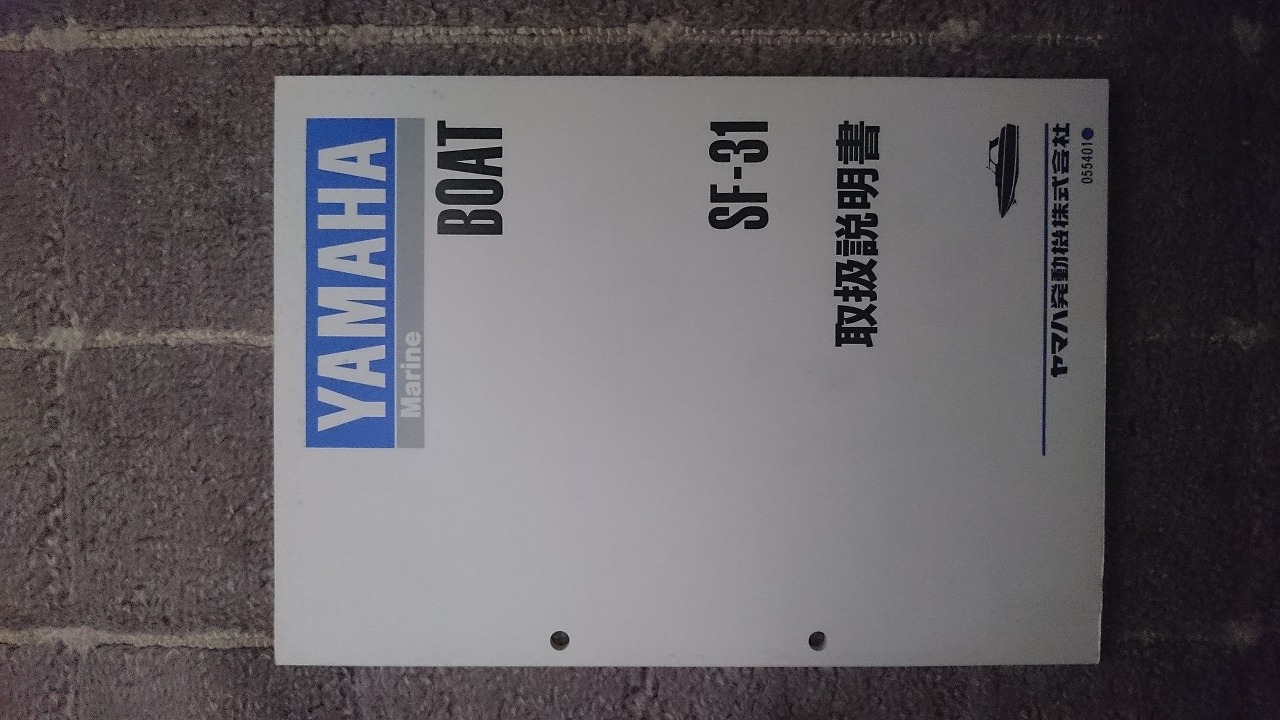 YAMAHA
Marine
BOAT
SF-31
取扱説明書
ヤマハ発動機株式会社
055401●